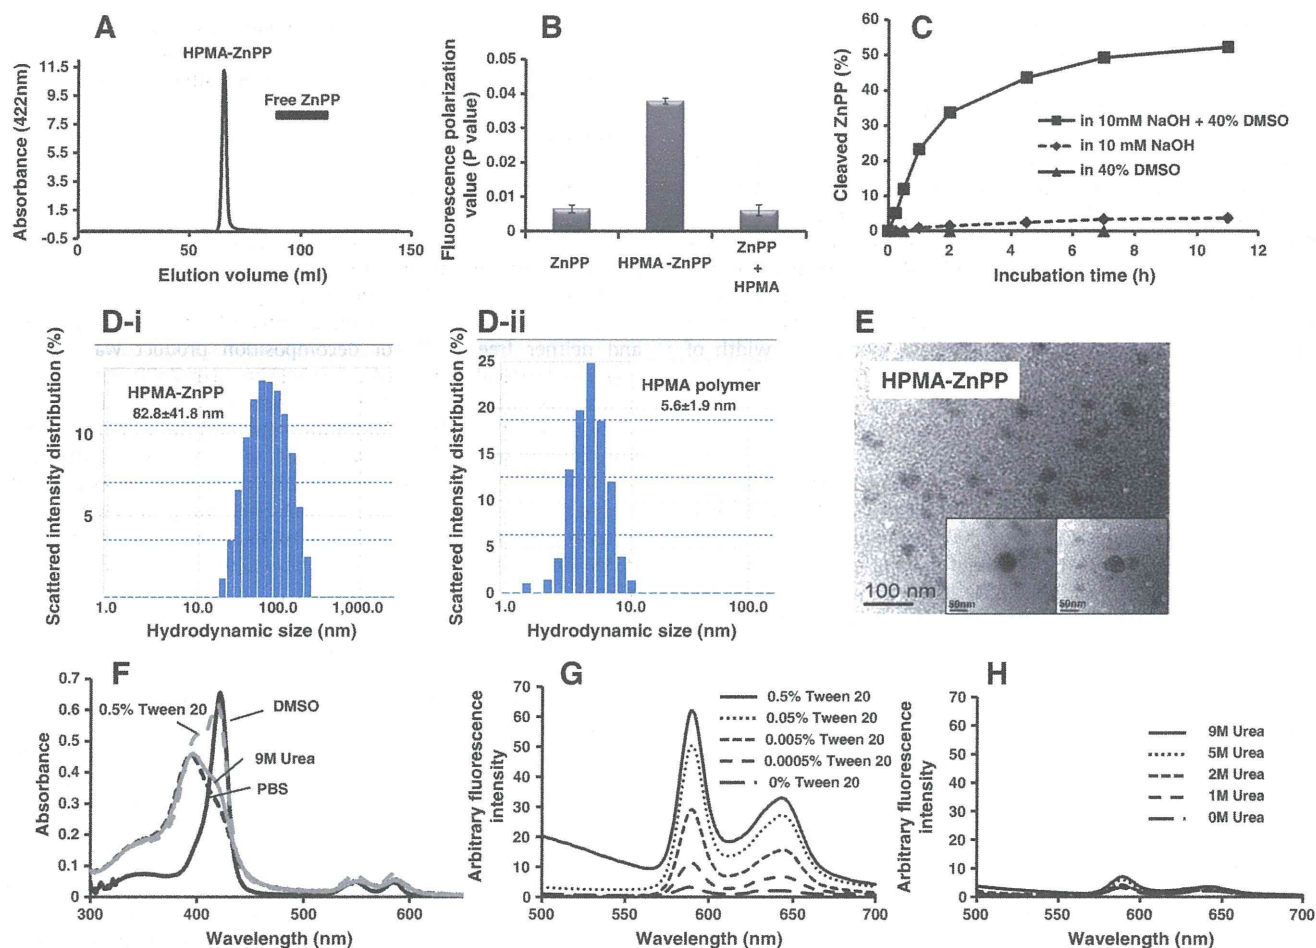 A
HPMA-ZnPP
Free ZnPP
Absorbance (422nm)
11.5
9.5
7.5
5.5
3.5
1.5
-0.5
0
50
100
150
Elution volume (ml)
B
Fluorescence polarization
value (P value)
0.05
0.04
0.03
0.02
0.01
0
ZnPP
HPMA -ZnPP
ZnPP
+
HPMA
C
Cleaved ZnPP (%)
60
50
40
30
20
10
0
in 10mM NaOH + 40% DMSO
in 10 mM NaOH
in 40% DMSO
0
2
4
6
8
10
12
Incubation time (h)
D-i
Scattered intensity distribution (%)
HPMA-ZnPP
82.8±41.8 nm
10
5
1.0
10.0
100.0
1,000.0
Hydrodynamic size (nm)
D-ii
width of
and neither free
or decomposition product was
Scattered intensity distribution (%)
HPMA polymer
5.6±1.9 nm
25
20
15
10
5
0
1.0
10.0
100.0
Hydrodynamic size (nm)
E
HPMA-ZnPP
100 nm
50nm
50nm
F
Absorbance
0.7
0.6
0.5
0.4
0.3
0.2
0.1
0
0.5% Tween 20
DMSO
9M Urea
PBS
300
400
500
600
Wavelength (nm)
G
Arbitrary fluorescence
intensity
70
60
50
40
30
20
10
0
0.5% Tween 20
0.05% Tween 20
0.005% Tween 20
0.0005% Tween 20
0% Tween 20
500
550
600
650
700
Wavelength (nm)
H
Arbitrary fluorescence
intensity
70
60
50
40
30
20
10
0
9M Urea
5M Urea
2M Urea
1M Urea
0M Urea
500
550
600
650
700
Wavelength (nm)